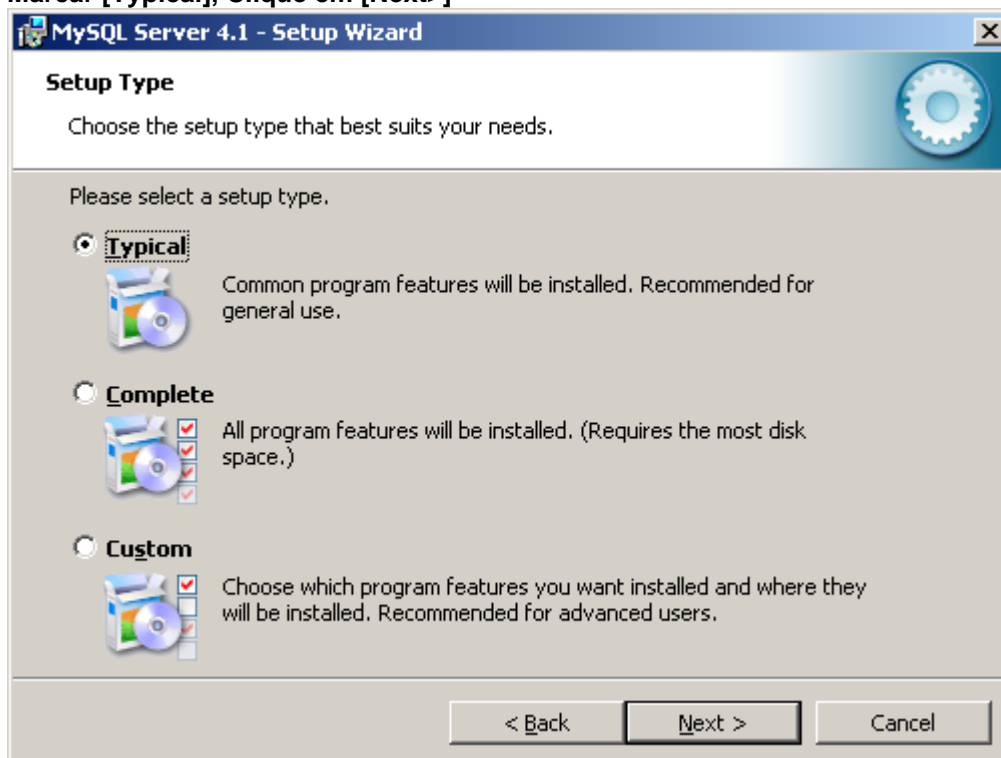 Marcar [Typical], Clique em [Next>]
MySQL Server 4.1 - Setup Wizard
Setup Type
Choose the setup type that best suits your needs.
Please select a setup type.
Typical
Common program features will be installed. Recommended for
general use.
Complete
All program features will be installed. (Requires the most disk
space.)
Custom
Choose which program features you want installed and where they
will be installed. Recommended for advanced users.
< Back
Next >
Cancel